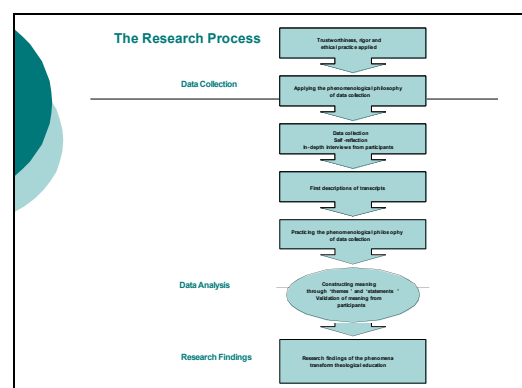 The Research Process
Trustworthiness, rigor and
ethical practice applied
Data Collection
Applying the phenomenological philosophy
of data collection
Data collection
Self -reflection
In-depth interviews from participants
First descriptions of transcripts
Practicing the phenomenological philosophy
of data collection
Data Analysis
Constructing meaning
through ‘themes ’ and ‘statements ’
Validation of meaning from
participants
Research Findings
Research findings of the phenomena
transform theological education